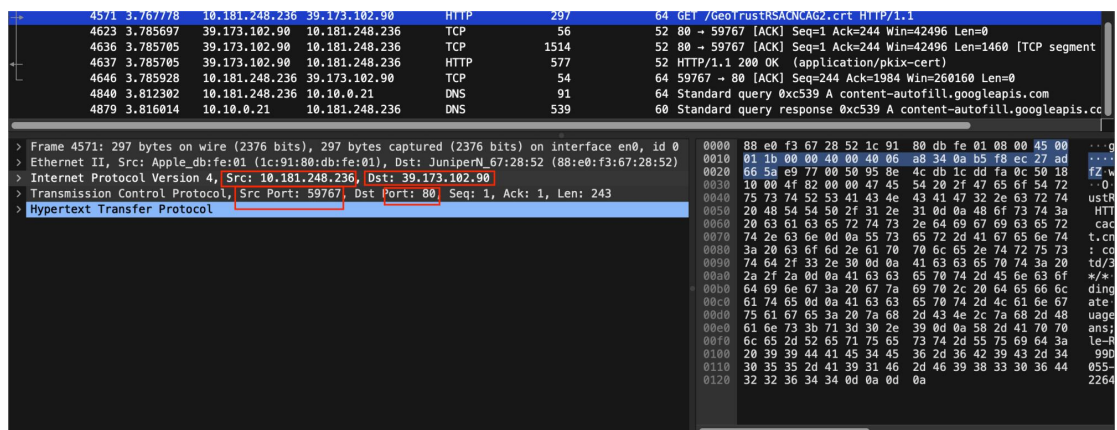 4571 3.767778 10.181.248.236 39.173.102.90 HTTP 297 64 GET /GeoTrustRSACNCAG2.crt HTTP/1.1
4623 3.785697 39.173.102.90 10.181.248.236 TCP 56 52 80 → 59767 [ACK] Seq=1 Ack=244 Win=42496 Len=0
4636 3.785705 39.173.102.90 10.181.248.236 TCP 1514 52 80 → 59767 [ACK] Seq=1 Ack=244 Win=42496 Len=1460 [TCP segment
4637 3.785705 39.173.102.90 10.181.248.236 HTTP 577 52 HTTP/1.1 200 OK (application/pkix-cert)
4646 3.785928 10.181.248.236 39.173.102.90 TCP 54 64 59767 → 80 [ACK] Seq=244 Ack=1984 Win=260160 Len=0
4840 3.812302 10.181.248.236 10.10.0.21 DNS 91 64 Standard query 0xc539 A content-autofill.googleapis.com
4879 3.816014 10.10.0.21 10.181.248.236 DNS 539 60 Standard query response 0xc539 A content-autofill.googleapis.co
> Frame 4571: 297 bytes on wire (2376 bits), 297 bytes captured (2376 bits) on interface en0, id 0
> Ethernet II, Src: Apple_db:fe:01 (1c:91:80:db:fe:01), Dst: JuniperN_67:28:52 (88:e0:f3:67:28:52)
> Internet Protocol Version 4, Src: 10.181.248.236, Dst: 39.173.102.90
> Transmission Control Protocol, Src Port: 59767, Dst Port: 80, Seq: 1, Ack: 1, Len: 243
> Hypertext Transfer Protocol
0000 88 e0 f3 67 28 52 1c 91 80 db fe 01 08 00 45 00 ···g
0010 01 1b 00 00 40 00 40 06 a8 34 0a b5 f8 ec 27 ad ····
0020 66 5a e9 77 00 50 95 8e 4c db 1c dd fa 0c 50 18 fZ·w
0030 10 00 4f 82 00 00 47 45 54 20 2f 47 65 6f 54 72 ··O·
0040 75 73 74 52 53 41 43 4e 43 41 47 32 2e 63 72 74 ustR
0050 20 48 54 54 50 2f 31 2e 31 0d 0a 48 6f 73 74 3a HTT
0060 20 63 61 63 65 72 74 73 2e 64 69 67 69 63 65 72 cac
0070 74 2e 63 6e 0d 0a 55 73 65 72 2d 41 67 65 6e 74 t.cn
0080 3a 20 63 6f 6d 2e 61 70 70 6c 65 2e 74 72 75 73 : co
0090 74 64 2f 33 2e 30 0d 0a 41 63 63 65 70 74 3a 20 td/3
00a0 2a 2f 2a 0d 0a 41 63 63 65 70 74 2d 45 6e 63 6f */*·
00b0 64 69 6e 67 3a 20 67 7a 69 70 2c 20 64 65 66 6c ding
00c0 61 74 65 0d 0a 41 63 63 65 70 74 2d 4c 61 6e 67 ate·
00d0 75 61 67 65 3a 20 7a 68 2d 43 4e 2c 7a 68 2d 48 uage
00e0 61 6e 73 3b 71 3d 30 2e 39 0d 0a 58 2d 41 70 70 ans;
00f0 6c 65 2d 52 65 71 75 65 73 74 2d 55 75 69 64 3a le-R
0100 20 39 39 44 41 45 34 45 36 2d 36 42 39 43 2d 34 99D
0110 30 35 35 2d 41 39 31 46 2d 46 39 38 33 30 36 44 055-
0120 32 32 36 34 34 0d 0a 0d 0a 2264